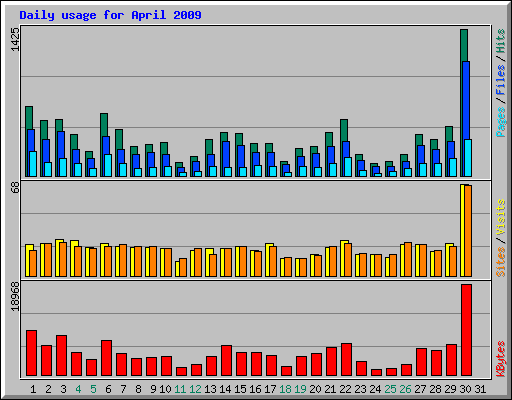 Daily usage for April 2009
1425
Pages / Files / Hits
68
Sites / Visits
18968
KBytes
1 2 3 4 5 6 7 8 9 10 11 12 13 14 15 16 17 18 19 20 21 22 23 24 25 26 27 28 29 30 31